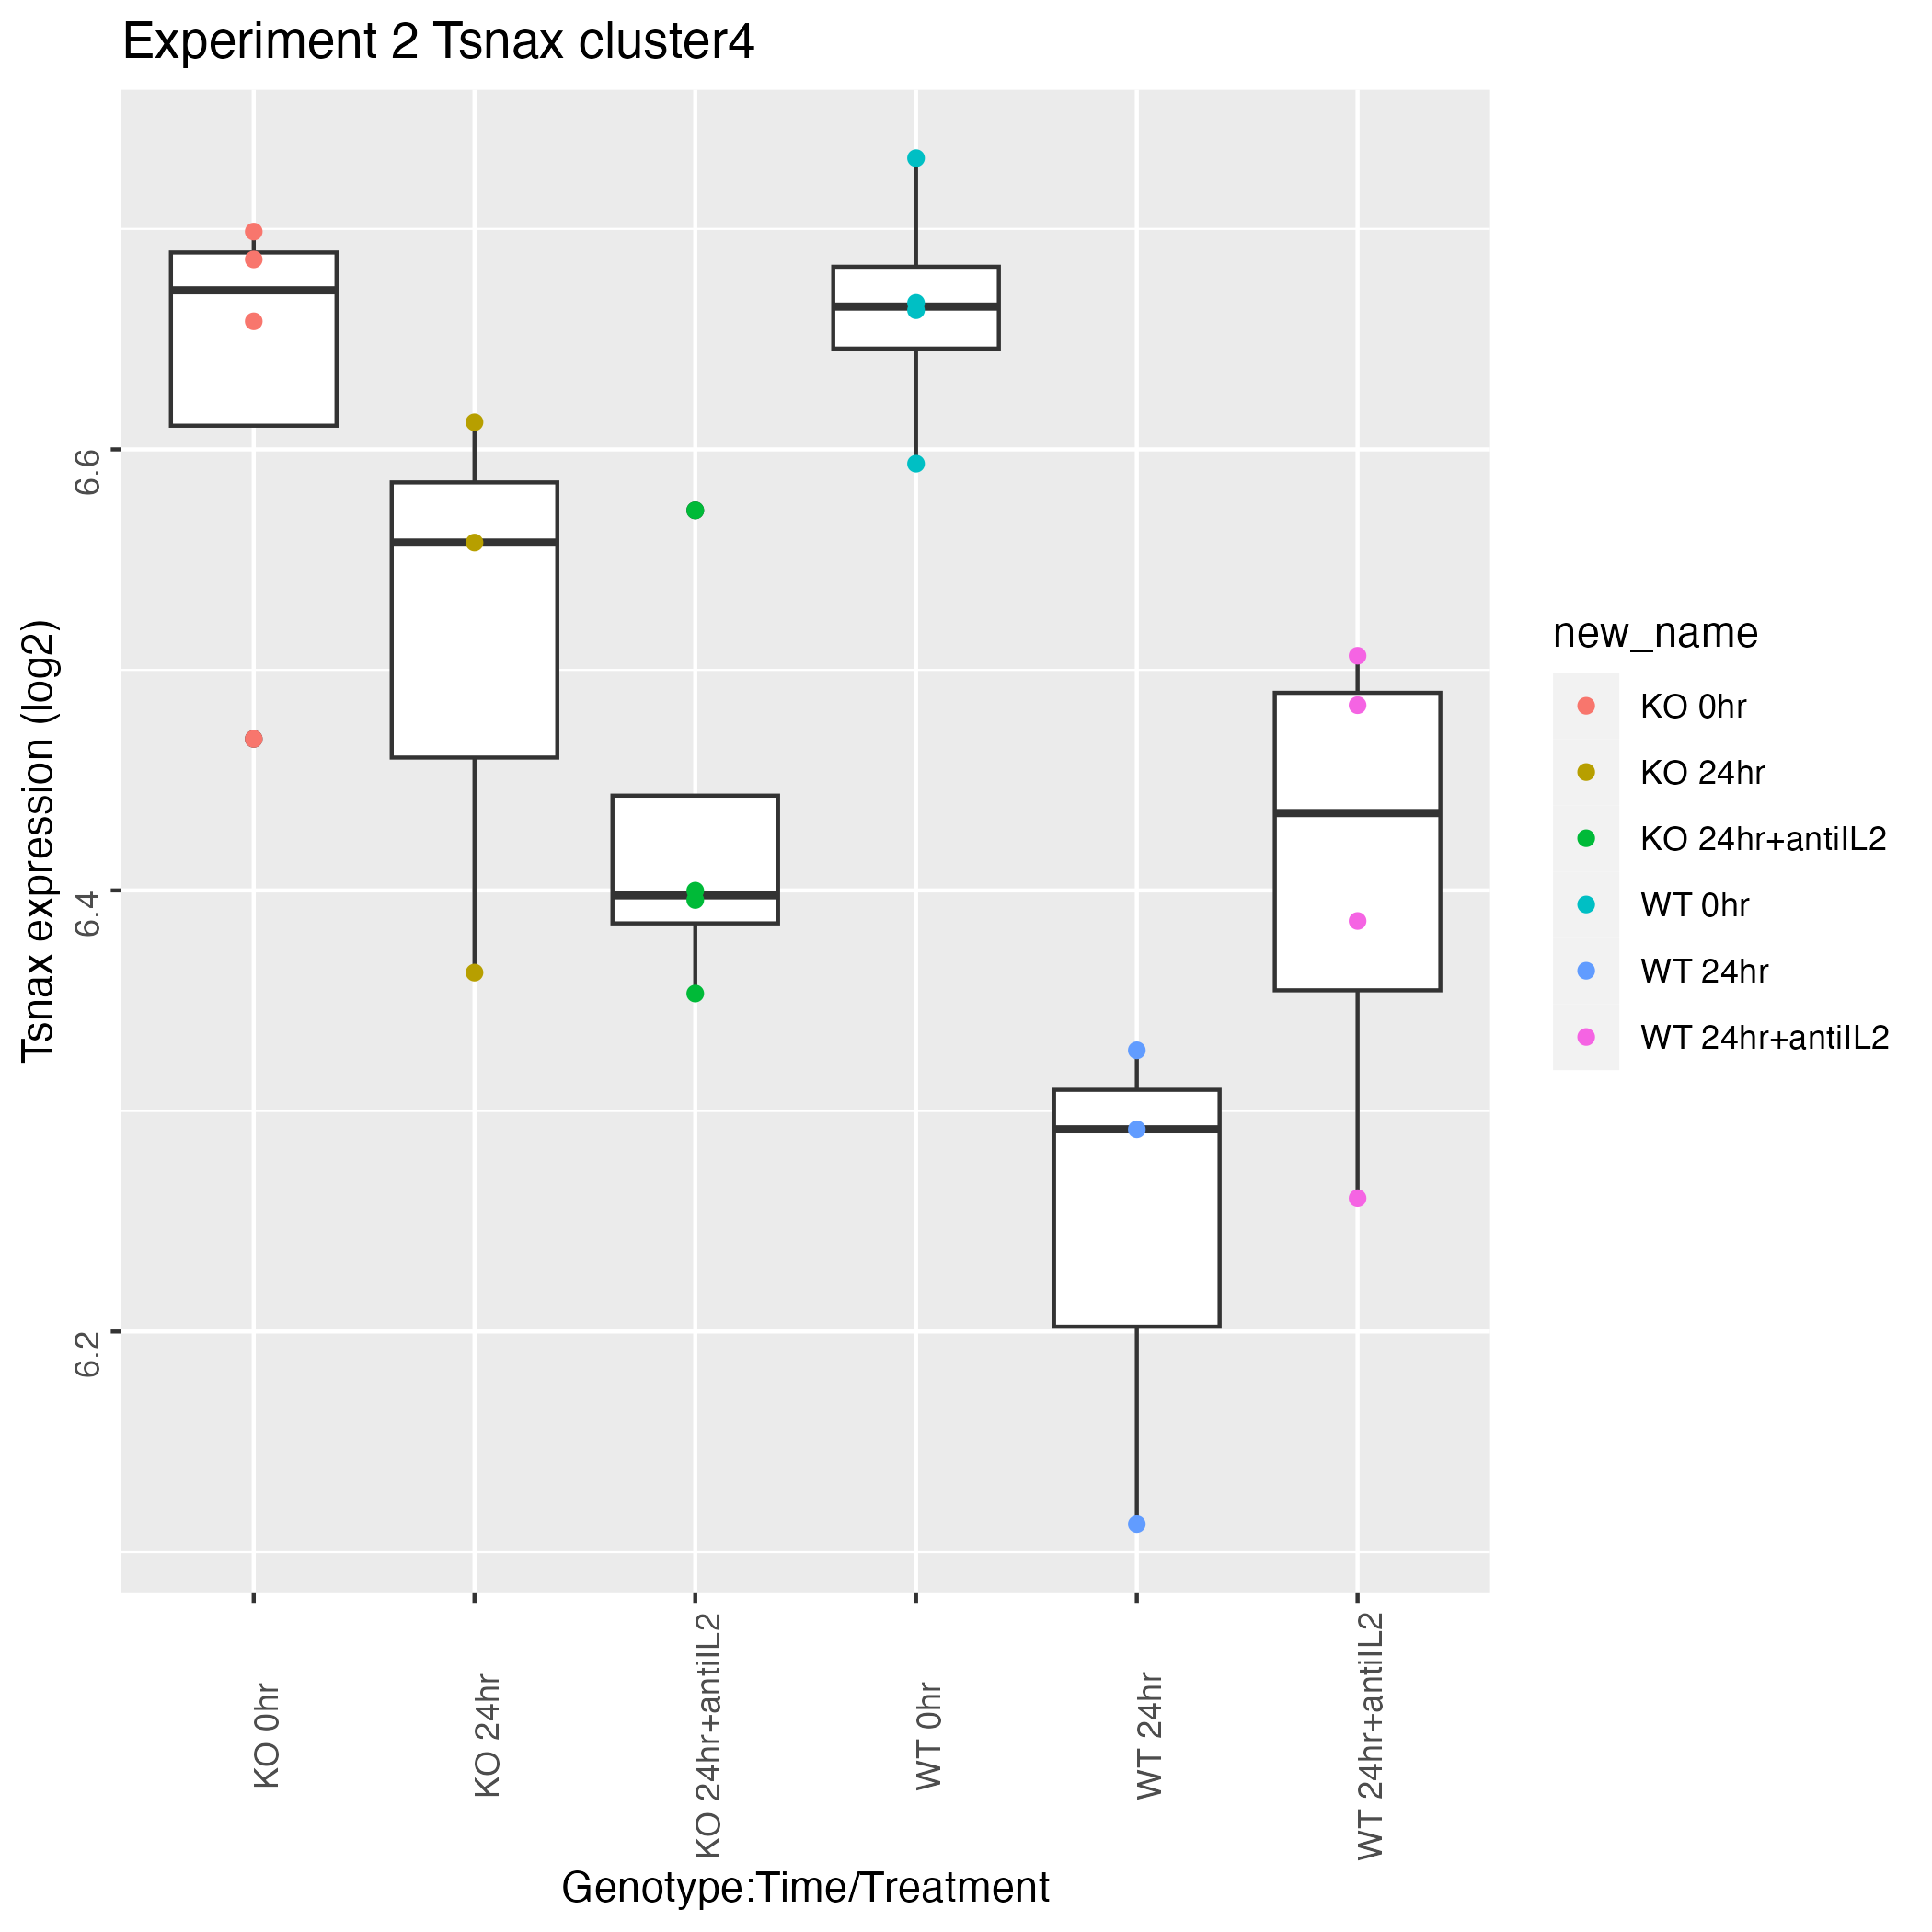 Experiment 2 Tsnax cluster4
Tsnax expression (log2)
6.6
6.4
6.2
KO 0hr
KO 24hr
KO 24hr+antiIL2
WT 0hr
WT 24hr
WT 24hr+antiIL2
Genotype:Time/Treatment
new_name
KO 0hr
KO 24hr
KO 24hr+antiIL2
WT 0hr
WT 24hr
WT 24hr+antiIL2